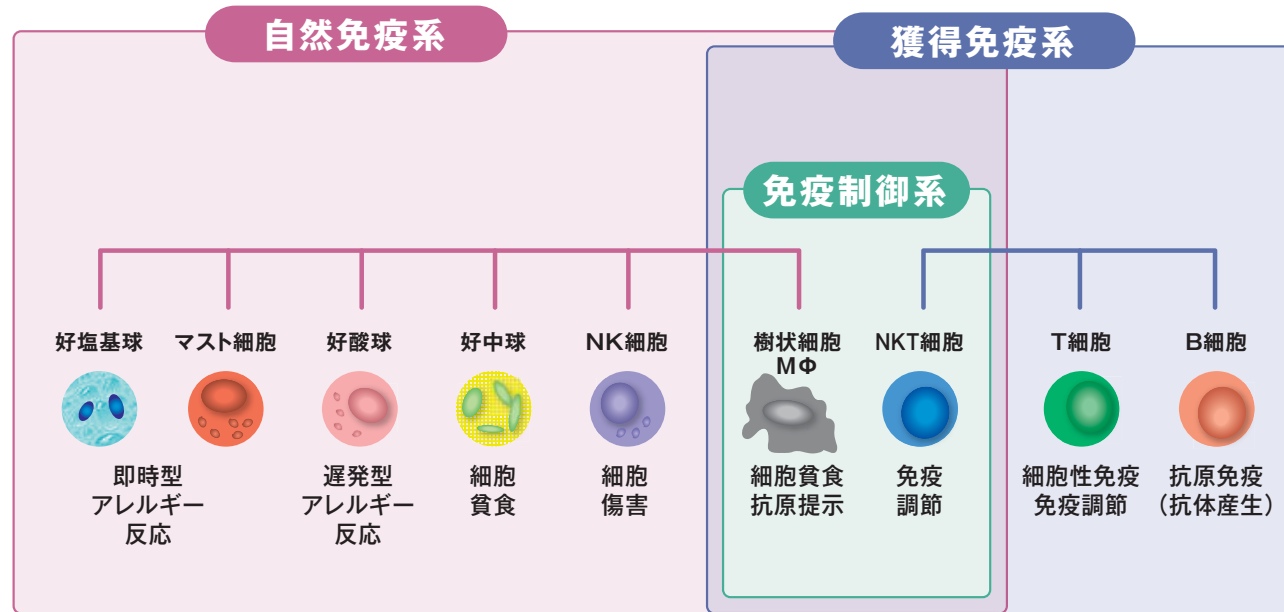 自然免疫系
獲得免疫系
免疫制御系
好塩基球
マスト細胞
好酸球
好中球
NK細胞
樹状細胞
MΦ
NKT細胞
T細胞
B細胞
即時型
アレルギー
反応
遅発型
アレルギー
反応
細胞
貪食
細胞
傷害
細胞貪食
抗原提示
免疫
調節
細胞性免疫
免疫調節
抗原免疫
（抗体産生）